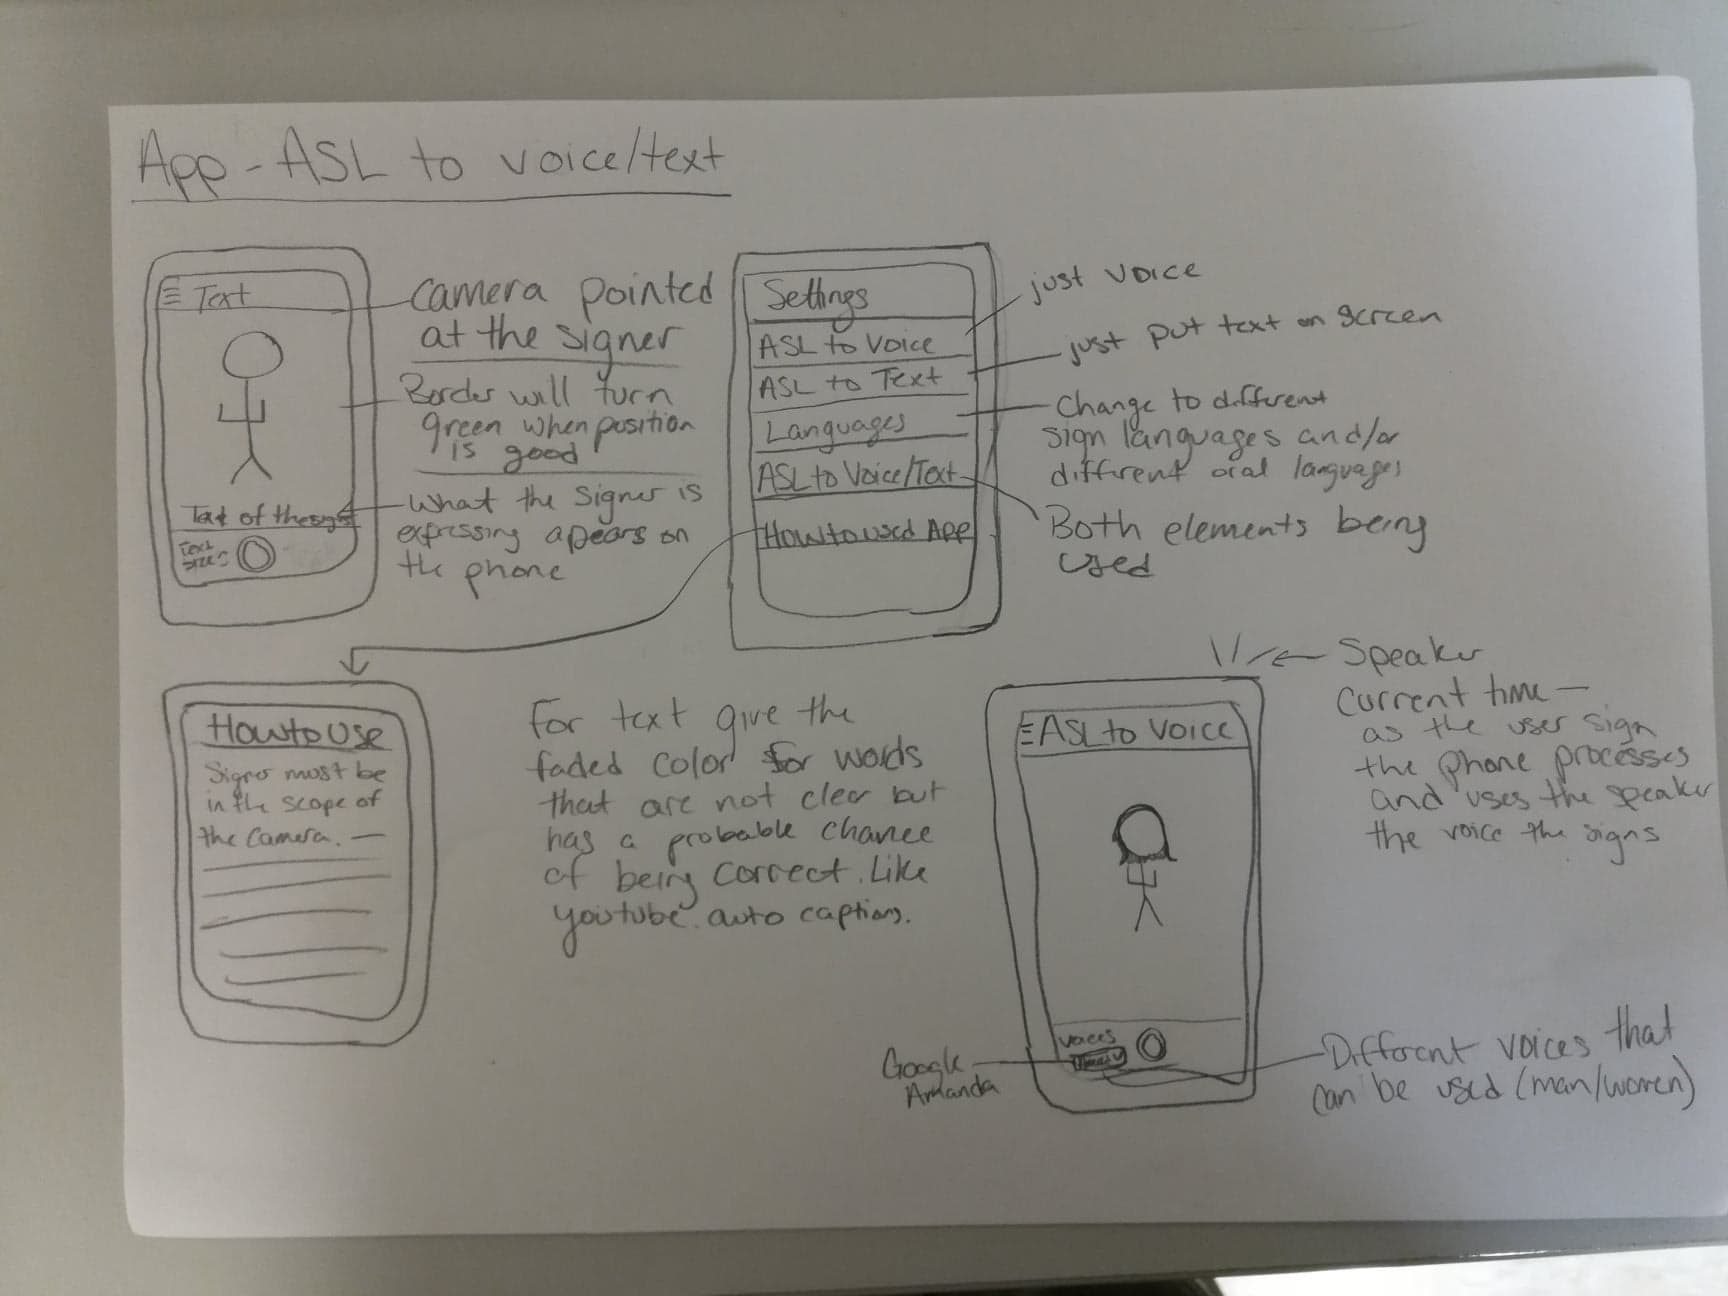 App - ASL to voice/text
Text
Text of the sign
Text
size:
camera pointed
at the signer
Border will turn
green when position
is good
What the signer is
expressing apears on
the phone
Settings
ASL to Voice
ASL to Text
Languages
ASL to Voice/Text
How to used App
just voice
just put text on screen
Change to different
sign languages and/or
different oral languages
Both elements being
used
How to Use
Signer must be
in the scope of
the camera. —
For text give the
faded color for words
that are not clear but
has a probable chance
of being correct. Like
youtube auto captions.
ASL to Voice
voices
Google
Amanda
Speaker
current time —
as the user sign
the phone processes
and uses the speaker
the voice the signs
Different voices that
can be used (man/women)